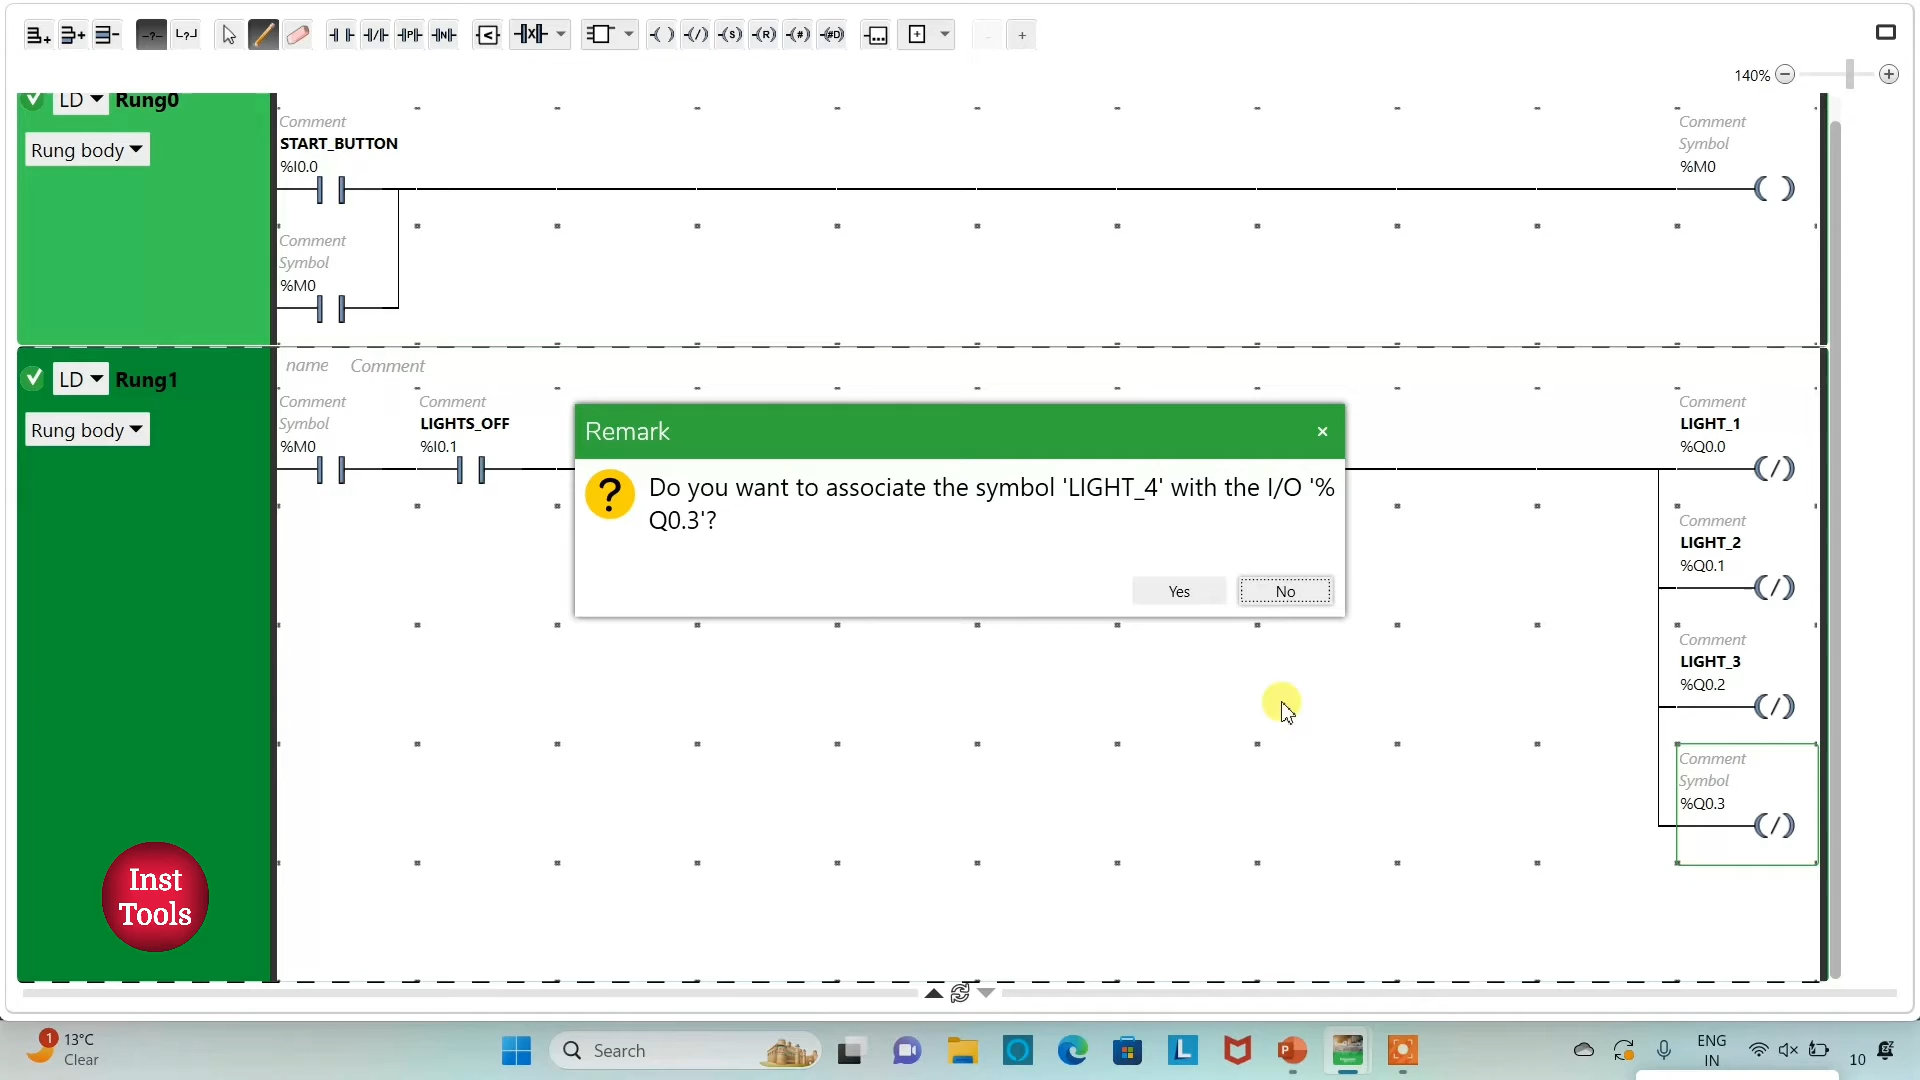 140%
LD Rung0
Rung body
Comment
START_BUTTON
%I0.0
Comment
Symbol
%M0
Comment
Symbol
%M0
LD Rung1
Rung body
name Comment
Comment
Symbol
%M0
Comment
LIGHTS_OFF
%I0.1
Comment
LIGHT_1
%Q0.0
Comment
LIGHT_2
%Q0.1
Comment
LIGHT_3
%Q0.2
Comment
Symbol
%Q0.3
Remark
Do you want to associate the symbol 'LIGHT_4' with the I/O '%
Q0.3'?
Yes No
Inst
Tools
1
13°C
Clear
Search
ENG
IN
10